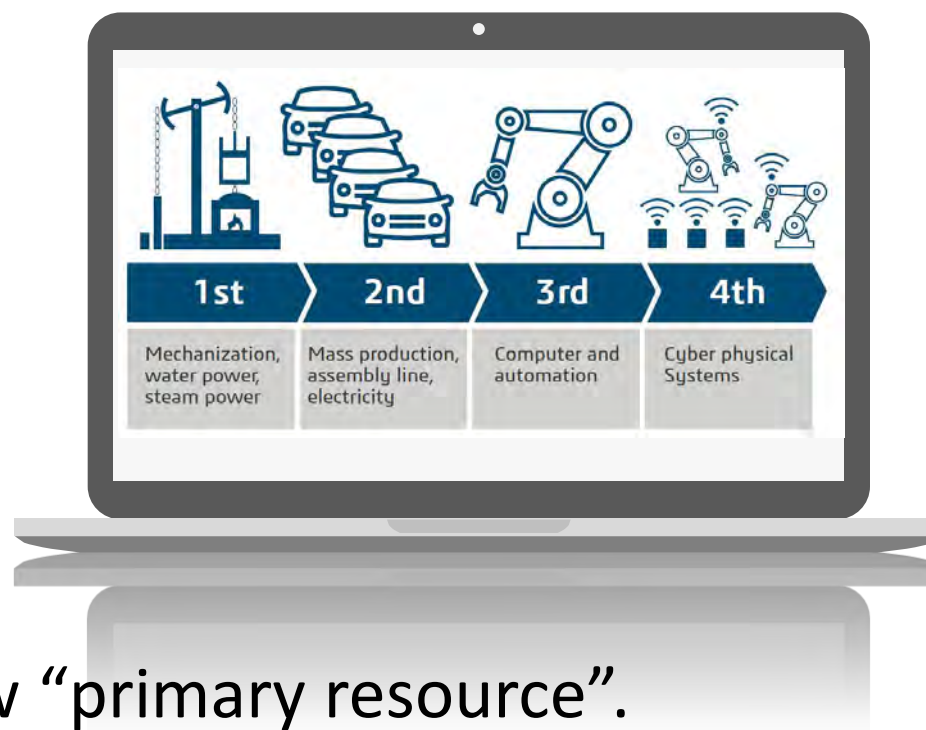 1st
2nd
3rd
4th
Mechanization,
water power,
steam power
Mass production,
assembly line,
electricity
Computer and
automation
Cyber physical
Systems
“primary resource”.